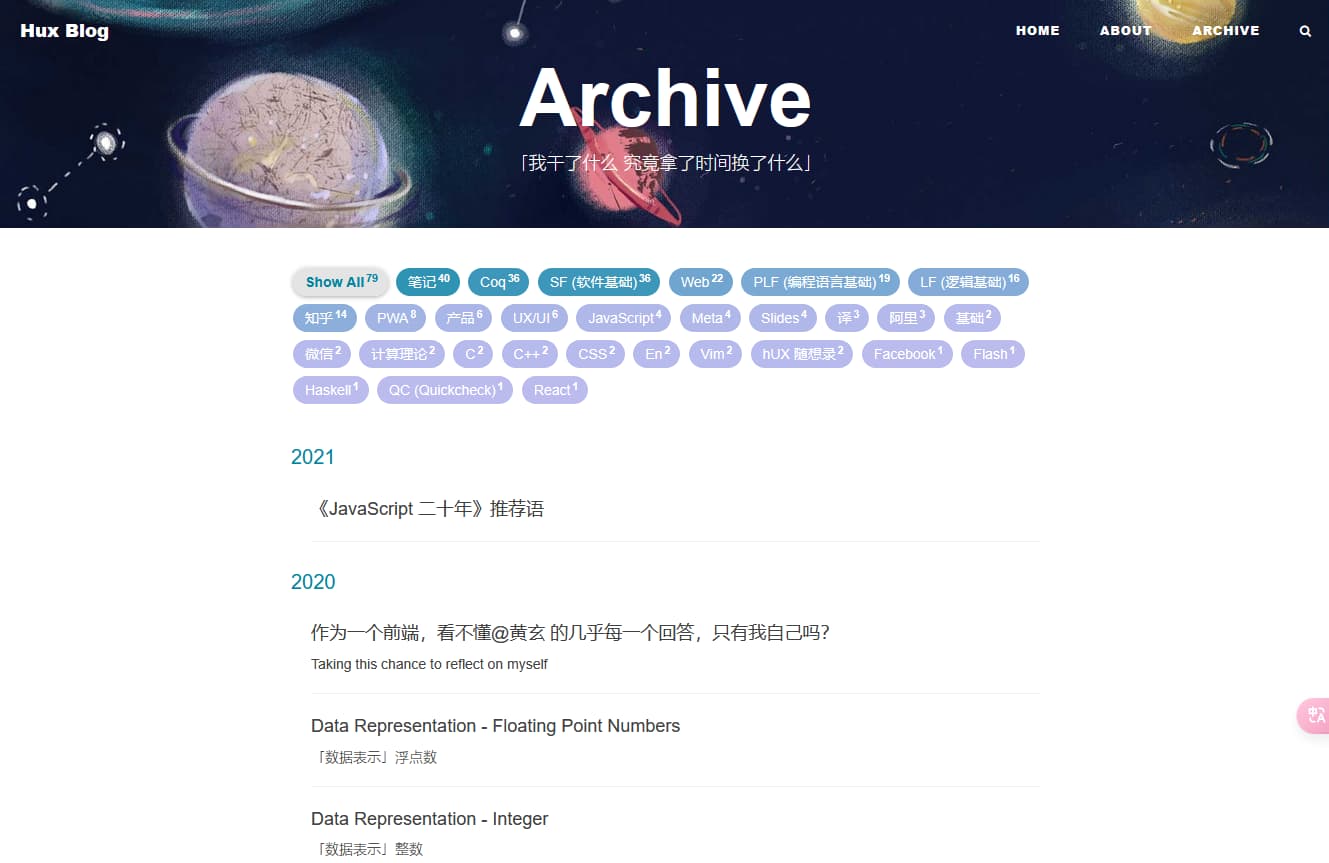 Hux Blog HOME ABOUT ARCHIVE
Archive
「我干了什么 究竟拿了时间换了什么」
Show All 79 笔记 40 Coq 36 SF (软件基础) 36 Web 22 PLF (编程语言基础) 19 LF (逻辑基础) 16
知乎 14 PWA 8 产品 6 UX/UI 6 JavaScript 4 Meta 4 Slides 4 译 3 阿里 3 基础 2
微信 2 计算理论 2 C 2 C++ 2 CSS 2 En 2 Vim 2 hUX 随想录 2 Facebook 1 Flash 1
Haskell 1 QC (Quickcheck) 1 React 1
2021
《JavaScript 二十年》推荐语
2020
作为一个前端，看不懂@黄玄 的几乎每一个回答，只有我自己吗？
Taking this chance to reflect on myself
Data Representation - Floating Point Numbers
「数据表示」浮点数
Data Representation - Integer
「数据表示」整数